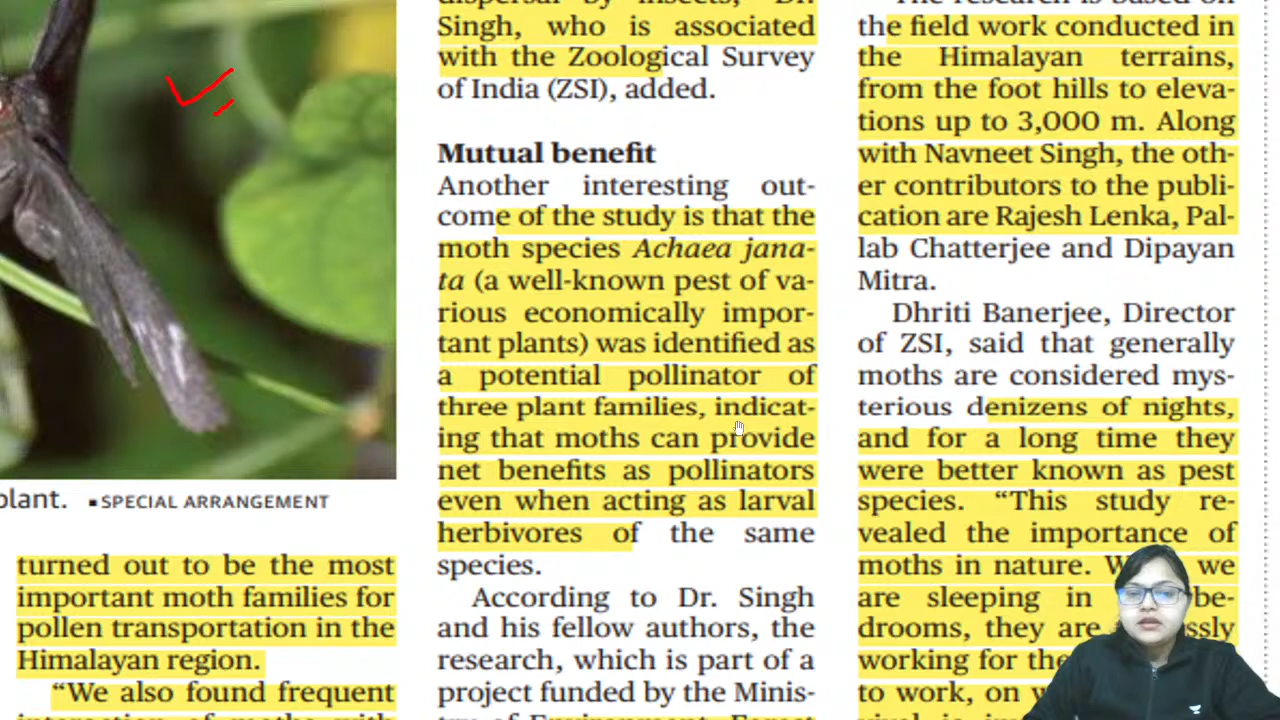 plant. ▪ SPECIAL ARRANGEMENT
turned out to be the most
important moth families for
pollen transportation in the
Himalayan region.
“We also found frequent
dispersal by insects,” Dr.
Singh, who is associated
with the Zoological Survey
of India (ZSI), added.
Mutual benefit
Another interesting out-
come of the study is that the
moth species Achaea jana-
ta (a well-known pest of va-
rious economically impor-
tant plants) was identified as
a potential pollinator of
three plant families, indicat-
ing that moths can provide
net benefits as pollinators
even when acting as larval
herbivores of the same
species.
According to Dr. Singh
and his fellow authors, the
research, which is part of a
project funded by the Minis-
try of Environment, Forest
The research is based on
the field work conducted in
the Himalayan terrains,
from the foot hills to eleva-
tions up to 3,000 m. Along
with Navneet Singh, the oth-
er contributors to the publi-
cation are Rajesh Lenka, Pal-
lab Chatterjee and Dipayan
Mitra.
Dhriti Banerjee, Director
of ZSI, said that generally
moths are considered mys-
terious denizens of nights,
and for a long time they
were better known as pest
species. “This study re-
vealed the importance of
moths in nature. we
are sleeping in be-
drooms, they are
working for
to work, on